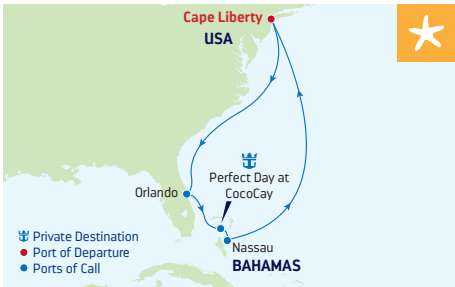 Cape Liberty
USA
Perfect Day at
CocoCay
Orlando
Nassau
BAHAMAS
Private Destination
Port of Departure
Ports of Call